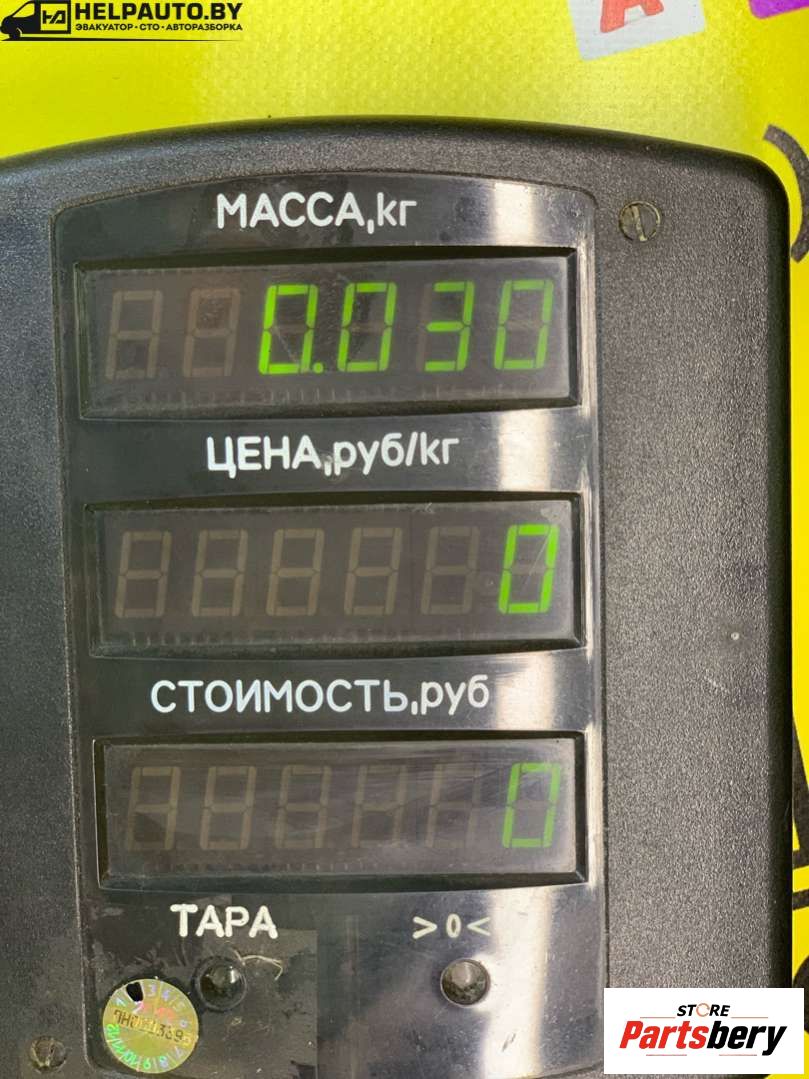 HELPAUTO.BY
ЭВАКУАТОР • СТО • АВТОРАЗБОРКА
А
МАССА,кг
0.030
ЦЕНА,руб/кг
0
СТОИМОСТЬ,руб
0
ТАРА >0<
STORE
Partsbery